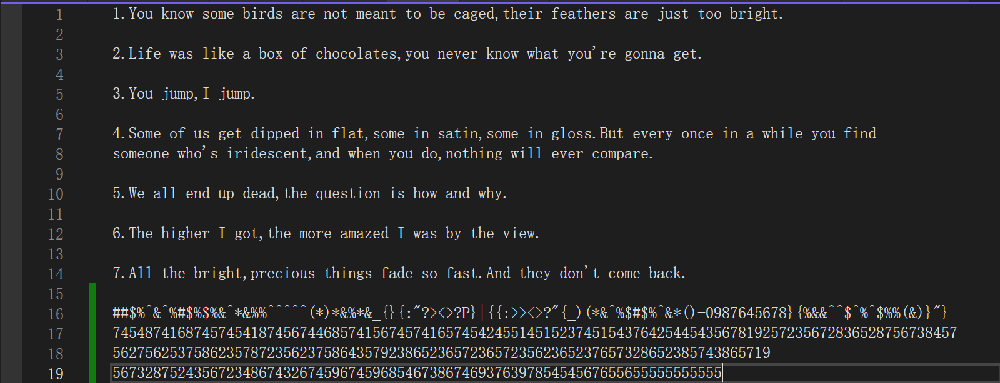 1 1.You know some birds are not meant to be caged,their feathers are just too bright.
2
3 2.Life was like a box of chocolates,you never know what you're gonna get.
4
5 3.You jump,I jump.
6
7 4.Some of us get dipped in flat,some in satin,some in gloss.But every once in a while you find
8 someone who's iridescent,and when you do,nothing will ever compare.
9
10 5.We all end up dead,the question is how and why.
11
12 6.The higher I got,the more amazed I was by the view.
13
14 7.All the bright,precious things fade so fast.And they don't come back.
15
16 ##$%^&^%#$%$%&^*&%%^^^^^(*)*&%*&_{}{:"?><>?P}|{{:>><>?"{_)(*&^%$#$%^&*()-0987645678}{%&&^^$^%^$%%(&)}"}
17 74548741687457454187456744685741567457416574542455145152374515437642544543567819257235672836528756738457
18 562756253758623578723562375864357923865236572365723562365237657328652385743865719
19 567328752435672348674326745967459685467386746937639785454567655655555555555